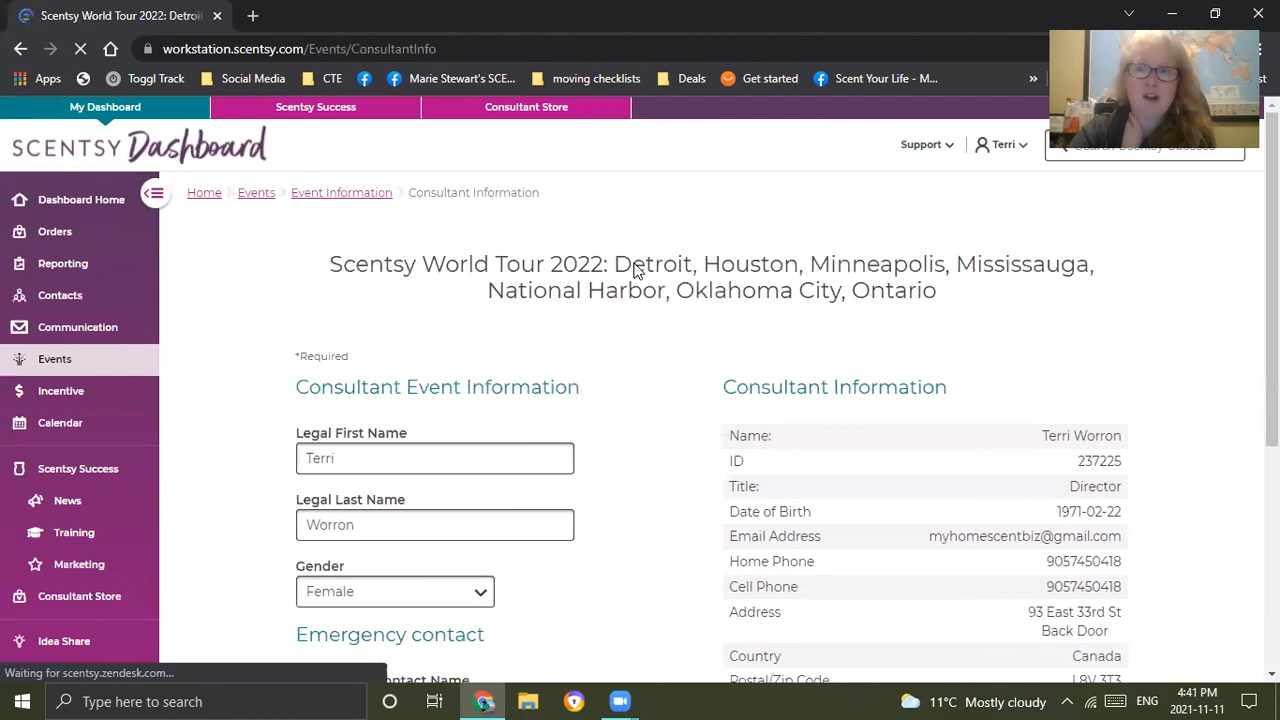 Scentsy World Tour 2022: Detroi
workstation.scentsy.com/Events/ConsultantInfo
Apps
Toggl Track
Social Media
CTE
Marie Stewart's SCE...
moving checklists
Deals
Get started
Scent Your Life - M...
»
My Dashboard
Scentsy Success
Consultant Store
SCENTSY Dashboard
Support
Terri
Home
Events
Event Information
Consultant Information
Dashboard Home
Orders
Reporting
Contacts
Communication
Events
Incentive
Calendar
Scentsy Success
News
Training
Marketing
Consultant Store
Idea Share
Scentsy World Tour 2022: Detroit, Houston, Minneapolis, Mississauga,
National Harbor, Oklahoma City, Ontario
*Required
Consultant Event Information
Legal First Name
Terri
Legal Last Name
Worron
Gender
Female
Emergency contact
Consultant Information
Name: Terri Worron
ID 237225
Title: Director
Date of Birth 1971-02-22
Email Address myhomescentbiz@gmail.com
Home Phone 9057450418
Cell Phone 9057450418
Address 93 East 33rd St
Back Door
Country Canada
Postal/Zip Code L8V 3T3
Waiting for scentsy.zendesk.com...
Type here to search
11°C Mostly cloudy
ENG
4:41 PM
2021-11-11